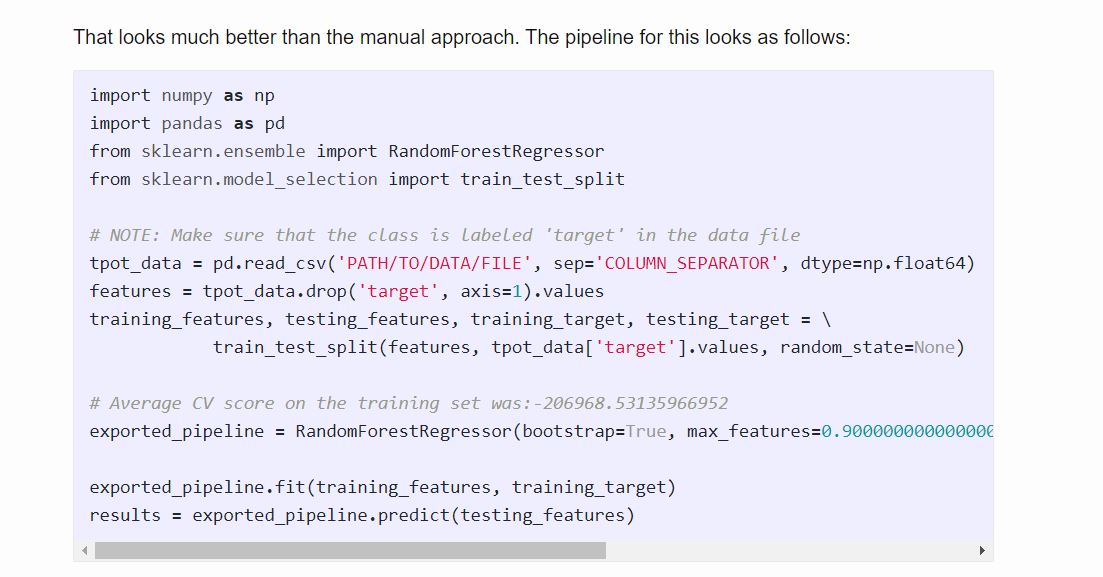 That looks much better than the manual approach. The pipeline for this looks as follows:
import numpy as np
import pandas as pd
from sklearn.ensemble import RandomForestRegressor
from sklearn.model_selection import train_test_split
# NOTE: Make sure that the class is labeled 'target' in the data file
tpot_data = pd.read_csv('PATH/TO/DATA/FILE', sep='COLUMN_SEPARATOR', dtype=np.float64)
features = tpot_data.drop('target', axis=1).values
training_features, testing_features, training_target, testing_target = \
train_test_split(features, tpot_data['target'].values, random_state=None)
# Average CV score on the training set was:-206968.53135966952
exported_pipeline = RandomForestRegressor(bootstrap=True, max_features=0.900000000000000
exported_pipeline.fit(training_features, training_target)
results = exported_pipeline.predict(testing_features)